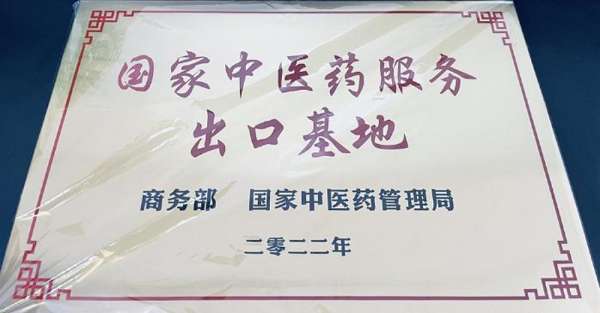 国家中医药服务
出口基地
商务部 国家中医药管理局
二零二二年